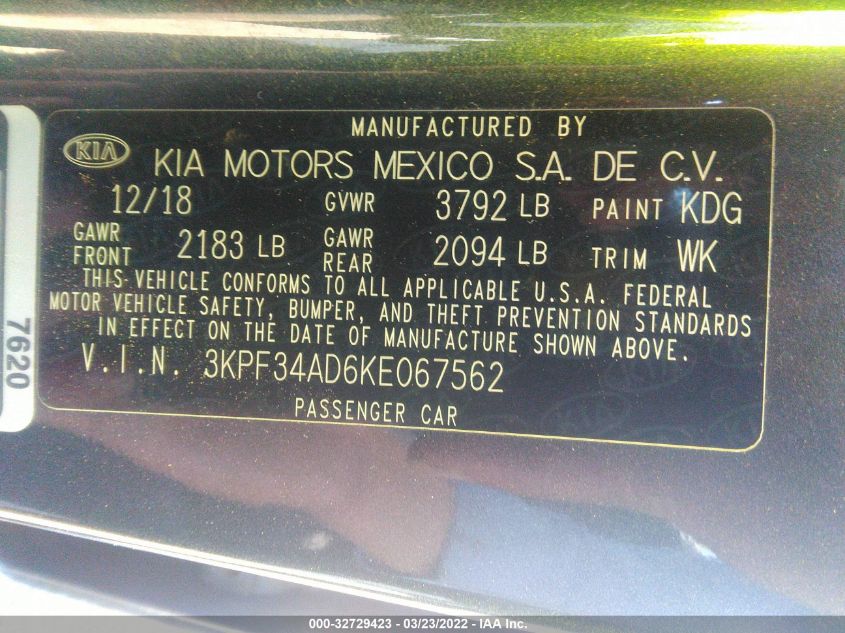 MANUFACTURED BY
KIA KIA MOTORS MEXICO S.A. DE C.V.
12/18 GVWR 3792 LB PAINT KDG
GAWR FRONT 2183 LB GAWR REAR 2094 LB TRIM WK
THIS VEHICLE CONFORMS TO ALL APPLICABLE U.S.A. FEDERAL
MOTOR VEHICLE SAFETY, BUMPER, AND THEFT PREVENTION STANDARDS
IN EFFECT ON THE DATE OF MANUFACTURE SHOWN ABOVE.
V.I.N. 3KPF34AD6KE067562
PASSENGER CAR
7620
000-32729423 - 03/23/2022 - IAA, Inc.